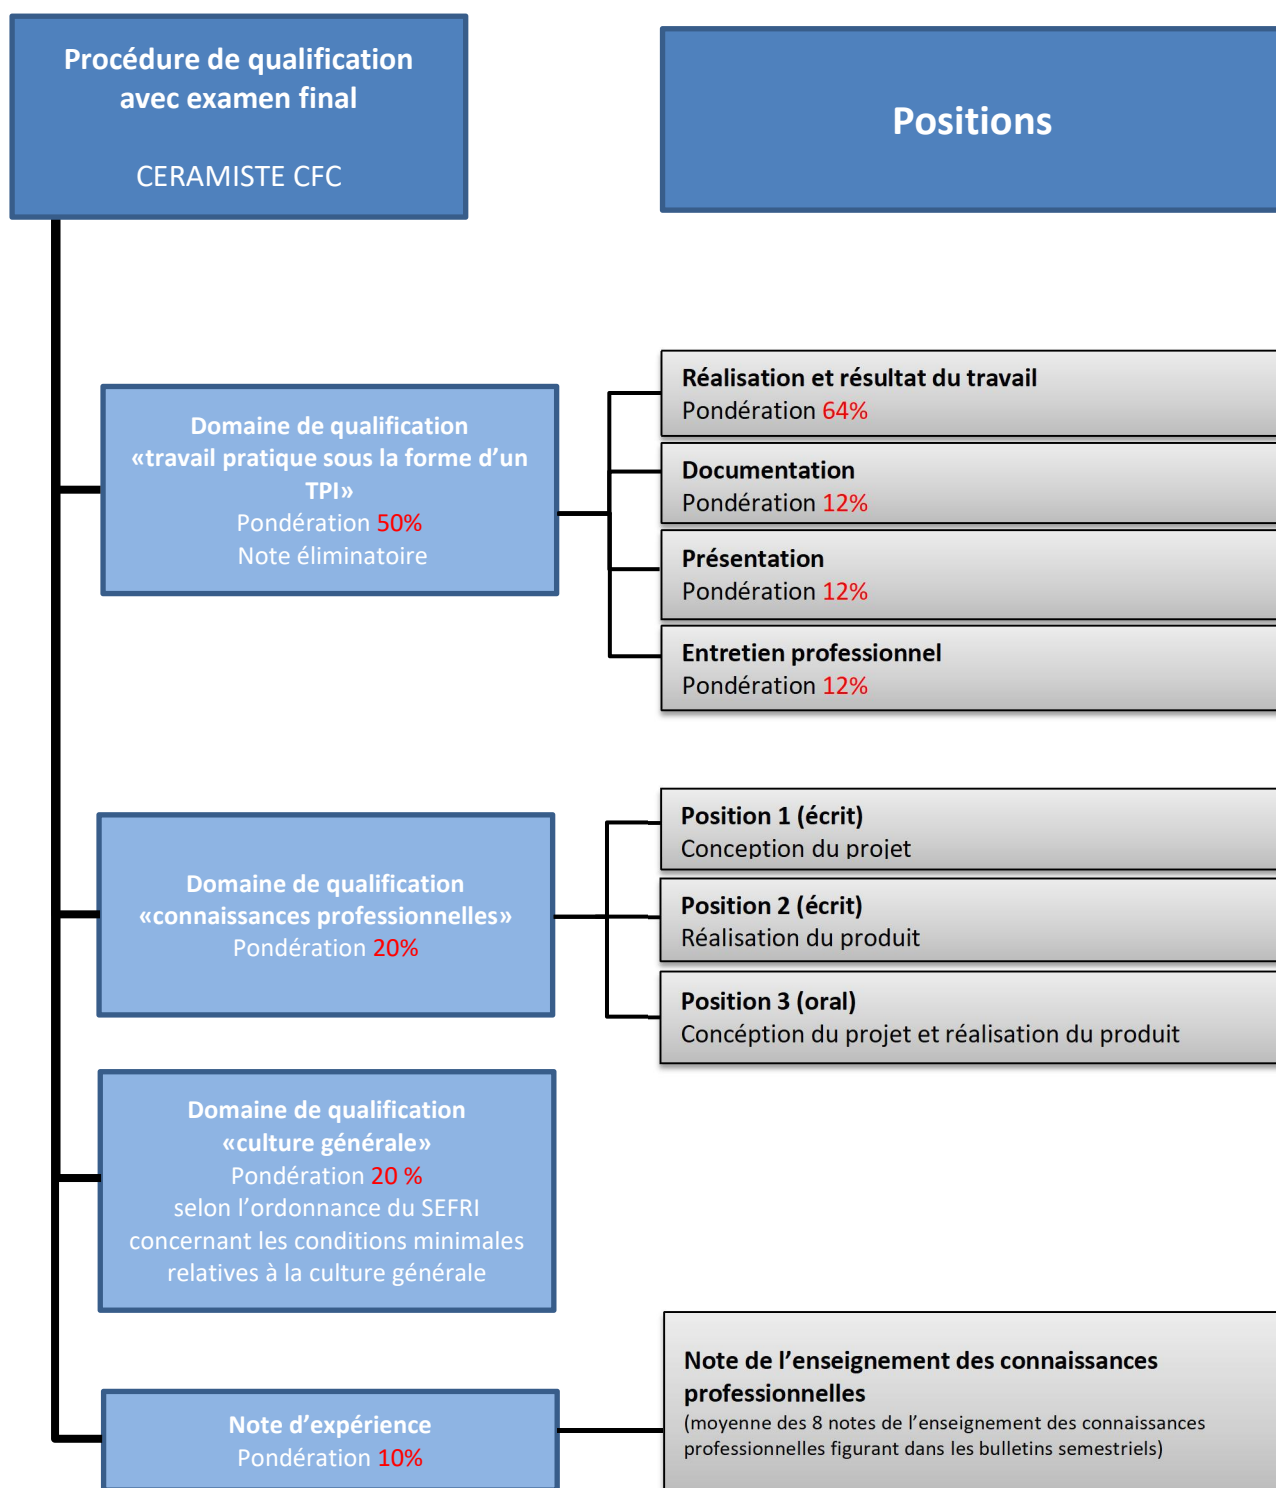 Procédure de qualification
avec examen final
CERAMISTE CFC
Positions
Domaine de qualification
«travail pratique sous la forme d’un
TPI»
Pondération 50%
Note éliminatoire
Réalisation et résultat du travail
Pondération 64%
Documentation
Pondération 12%
Présentation
Pondération 12%
Entretien professionnel
Pondération 12%
Domaine de qualification
«connaissances professionnelles»
Pondération 20%
Position 1 (écrit)
Conception du projet
Position 2 (écrit)
Réalisation du produit
Position 3 (oral)
Concéption du projet et réalisation du produit
Domaine de qualification
«culture générale»
Pondération 20 %
selon l’ordonnance du SEFRI
concernant les conditions minimales
relatives à la culture générale
Note d’expérience
Pondération 10%
Note de l’enseignement des connaissances
professionnelles
(moyenne des 8 notes de l’enseignement des connaissances
professionnelles figurant dans les bulletins semestriels)